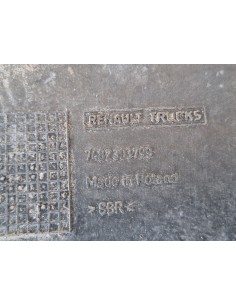 RENAULT TRUCKS
Made in Poland
>SBR<